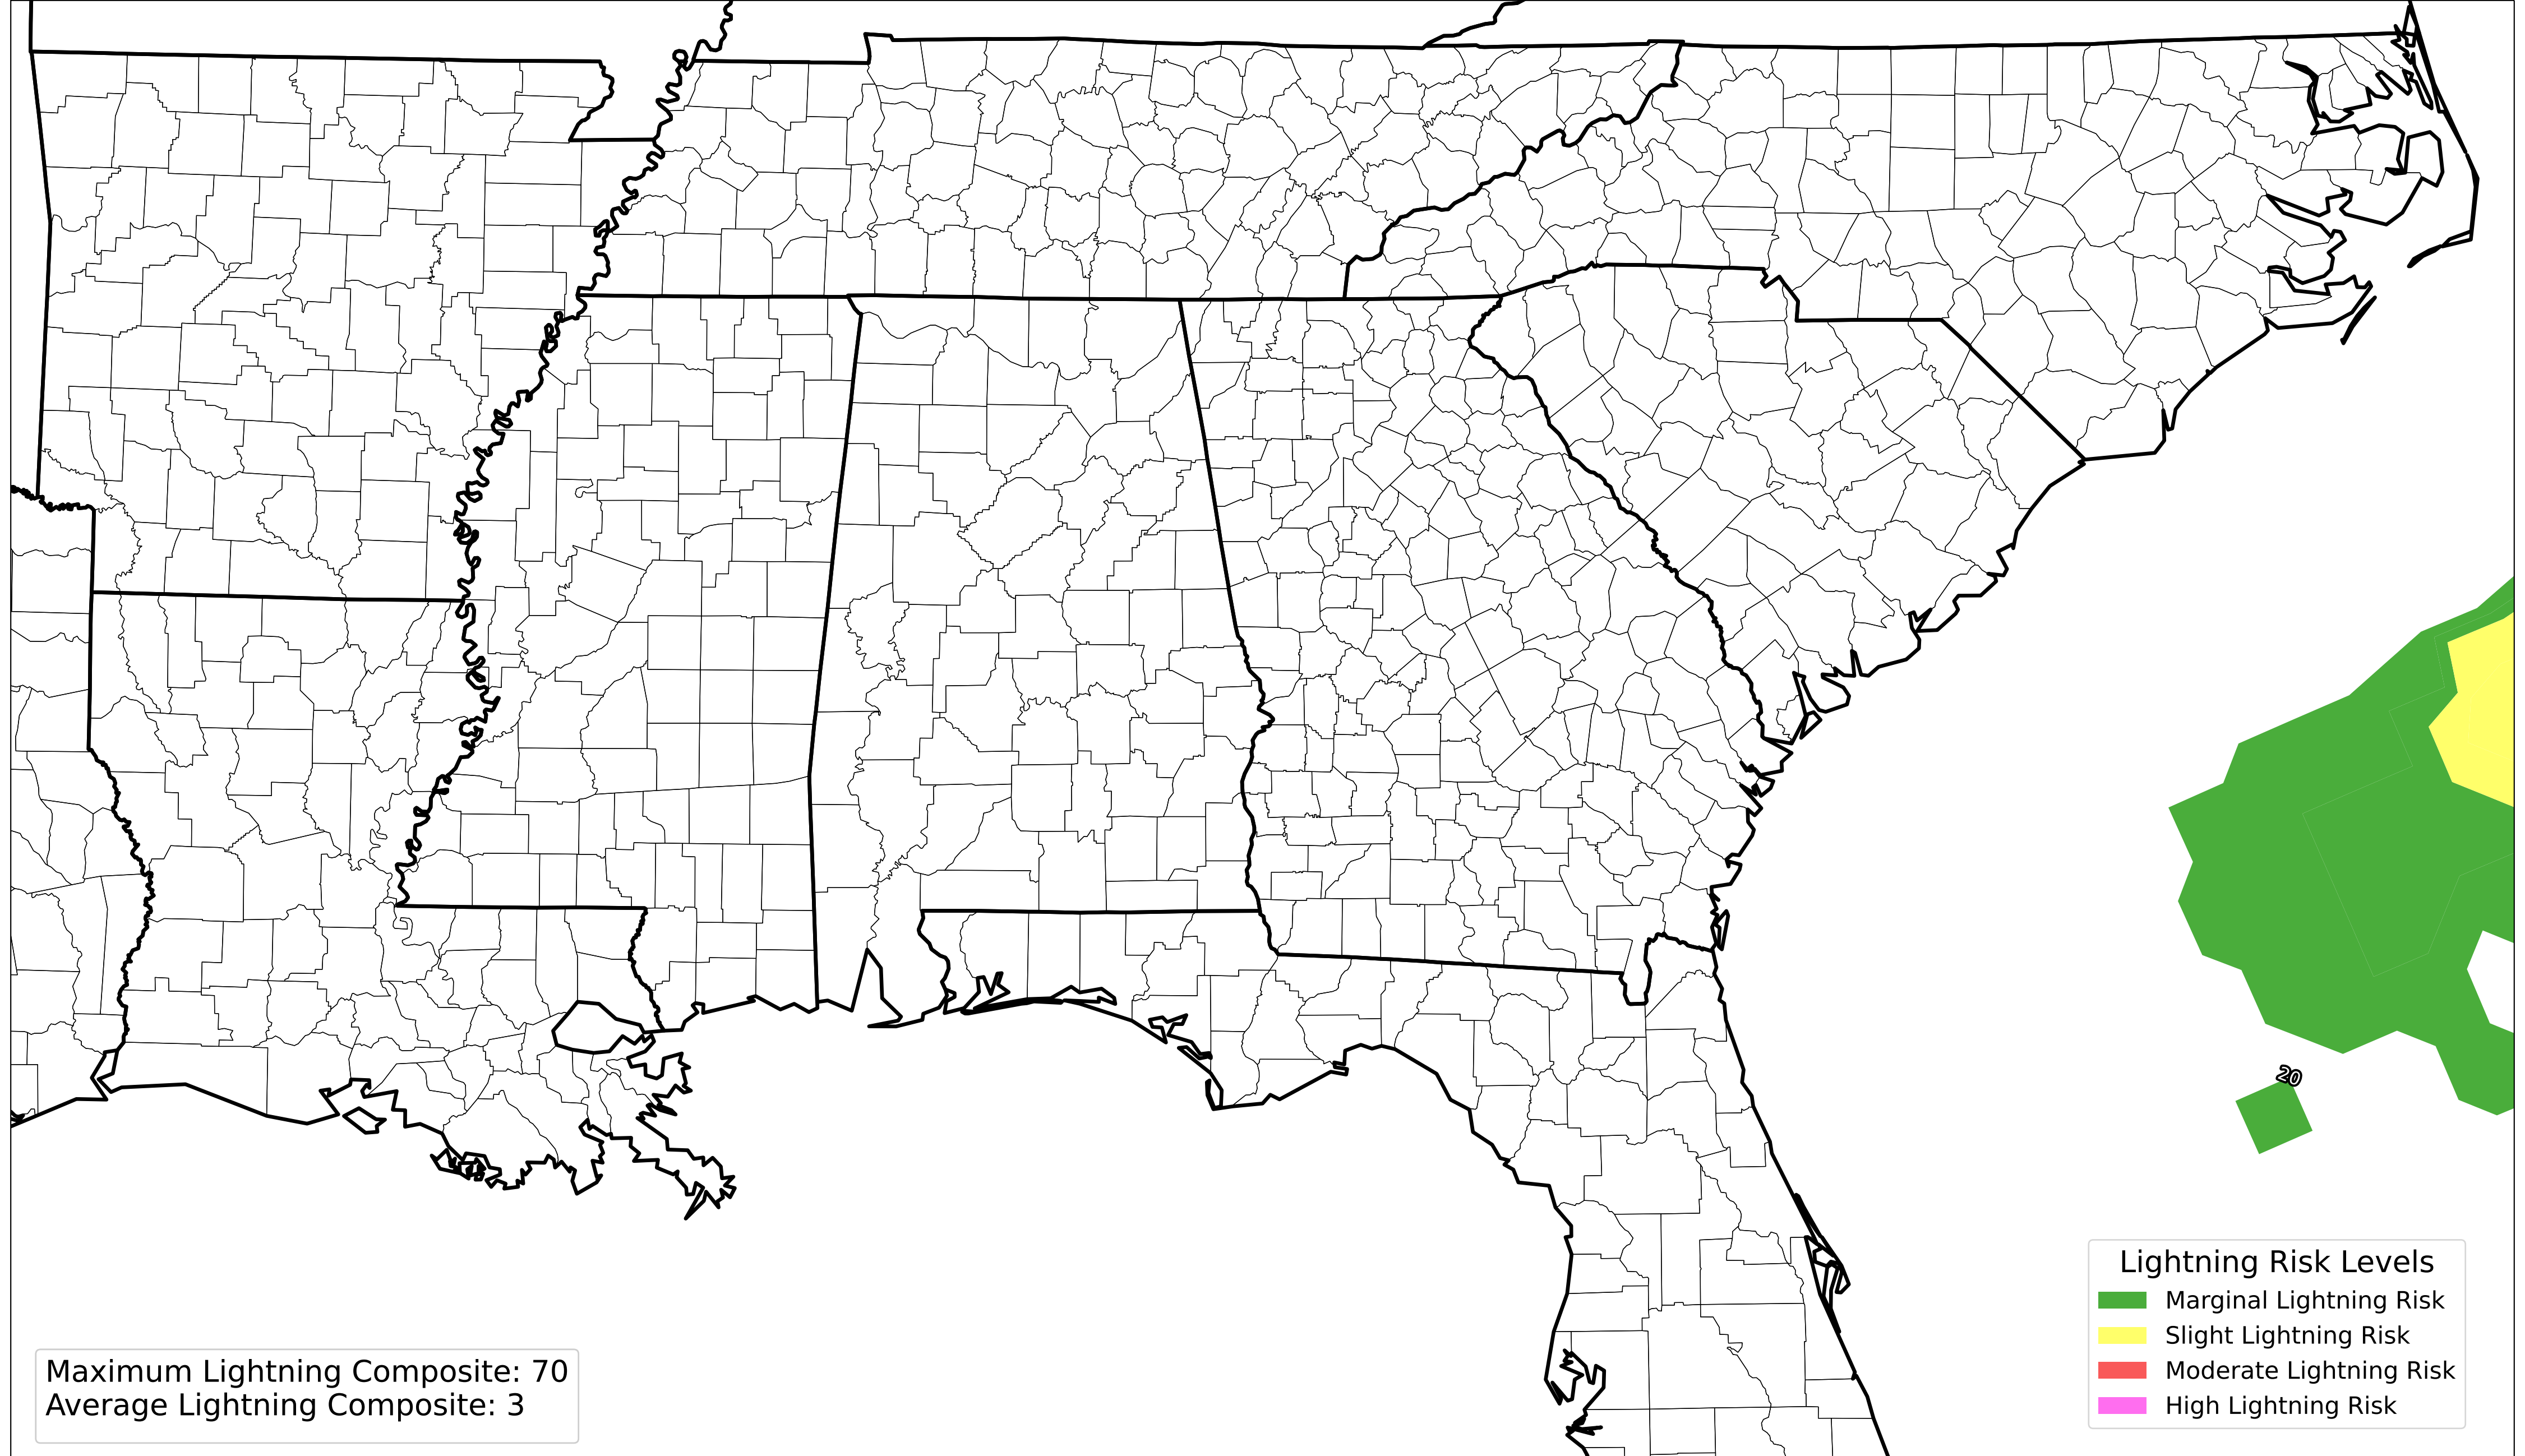 20
Lightning Risk Levels
Marginal Lightning Risk
Slight Lightning Risk
Moderate Lightning Risk
High Lightning Risk
Maximum Lightning Composite: 70
Average Lightning Composite: 3